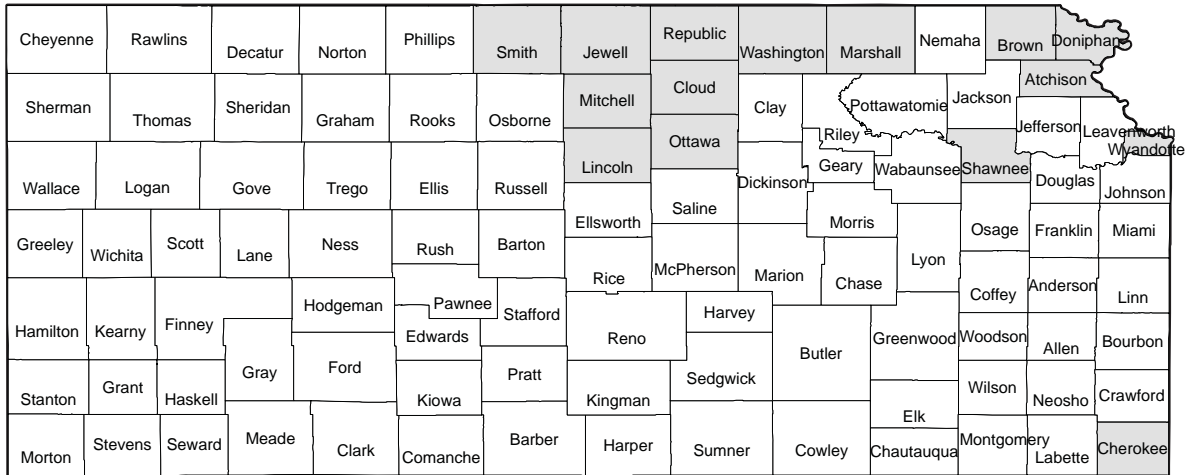 Cheyenne Rawlins Decatur Norton Phillips Smith Jewell Republic Washington Marshall Nemaha Brown Doniphan
Sherman Thomas Sheridan Graham Rooks Osborne Mitchell Cloud Clay Riley Pottawatomie Jackson Atchison
Jefferson Leavenworth
Wyandotte
Wallace Logan Gove Trego Ellis Russell Lincoln Ottawa Dickinson Geary Wabaunsee Shawnee Douglas Johnson
Greeley Wichita Scott Lane Ness Rush Barton Ellsworth Saline Morris Osage Franklin Miami
Rice McPherson Marion Chase Lyon
Hamilton Kearny Finney Hodgeman Pawnee Stafford Reno Harvey Coffey Anderson Linn
Edwards Butler Greenwood Woodson Allen Bourbon
Stanton Grant Haskell Gray Ford Kiowa Pratt Kingman Sedgwick Elk Wilson Neosho Crawford
Morton Stevens Seward Meade Clark Comanche Barber Harper Sumner Cowley Chautauqua Montgomery Labette Cherokee